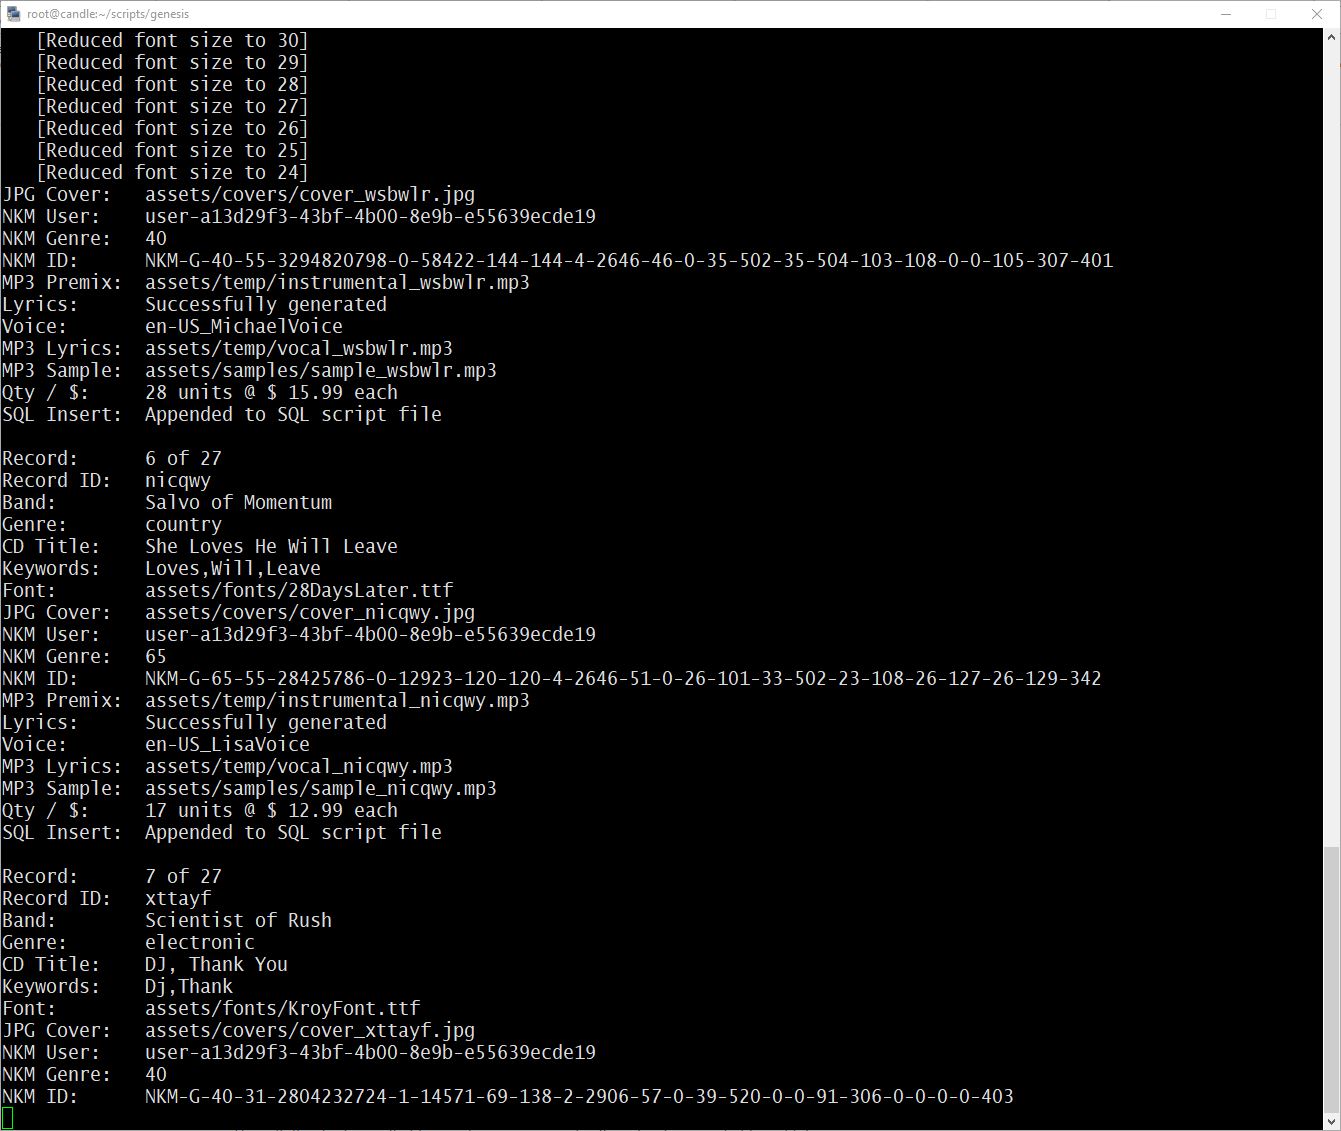 root@candle:~/scripts/genesis
[Reduced font size to 30]
[Reduced font size to 29]
[Reduced font size to 28]
[Reduced font size to 27]
[Reduced font size to 26]
[Reduced font size to 25]
[Reduced font size to 24]
JPG Cover: assets/covers/cover_wsbwlr.jpg
NKM User: user-a13d29f3-43bf-4b00-8e9b-e55639ecde19
NKM Genre: 40
NKM ID: NKM-G-40-55-3294820798-0-58422-144-144-4-2646-46-0-35-502-35-504-103-108-0-0-105-307-401
MP3 Premix: assets/temp/instrumental_wsbwlr.mp3
Lyrics: Successfully generated
Voice: en-US_MichaelVoice
MP3 Lyrics: assets/temp/vocal_wsbwlr.mp3
MP3 Sample: assets/samples/sample_wsbwlr.mp3
Qty / $: 28 units @ $ 15.99 each
SQL Insert: Appended to SQL script file
Record: 6 of 27
Record ID: nicqwy
Band: Salvo of Momentum
Genre: country
CD Title: She Loves He Will Leave
Keywords: Loves,Will,Leave
Font: assets/fonts/28DaysLater.ttf
JPG Cover: assets/covers/cover_nicqwy.jpg
NKM User: user-a13d29f3-43bf-4b00-8e9b-e55639ecde19
NKM Genre: 65
NKM ID: NKM-G-65-55-28425786-0-12923-120-120-4-2646-51-0-26-101-33-502-23-108-26-127-26-129-342
MP3 Premix: assets/temp/instrumental_nicqwy.mp3
Lyrics: Successfully generated
Voice: en-US_LisaVoice
MP3 Lyrics: assets/temp/vocal_nicqwy.mp3
MP3 Sample: assets/samples/sample_nicqwy.mp3
Qty / $: 17 units @ $ 12.99 each
SQL Insert: Appended to SQL script file
Record: 7 of 27
Record ID: xttayf
Band: Scientist of Rush
Genre: electronic
CD Title: DJ, Thank You
Keywords: Dj,Thank
Font: assets/fonts/KroyFont.ttf
JPG Cover: assets/covers/cover_xttayf.jpg
NKM User: user-a13d29f3-43bf-4b00-8e9b-e55639ecde19
NKM Genre: 40
NKM ID: NKM-G-40-31-2804232724-1-14571-69-138-2-2906-57-0-39-520-0-0-91-306-0-0-0-0-403